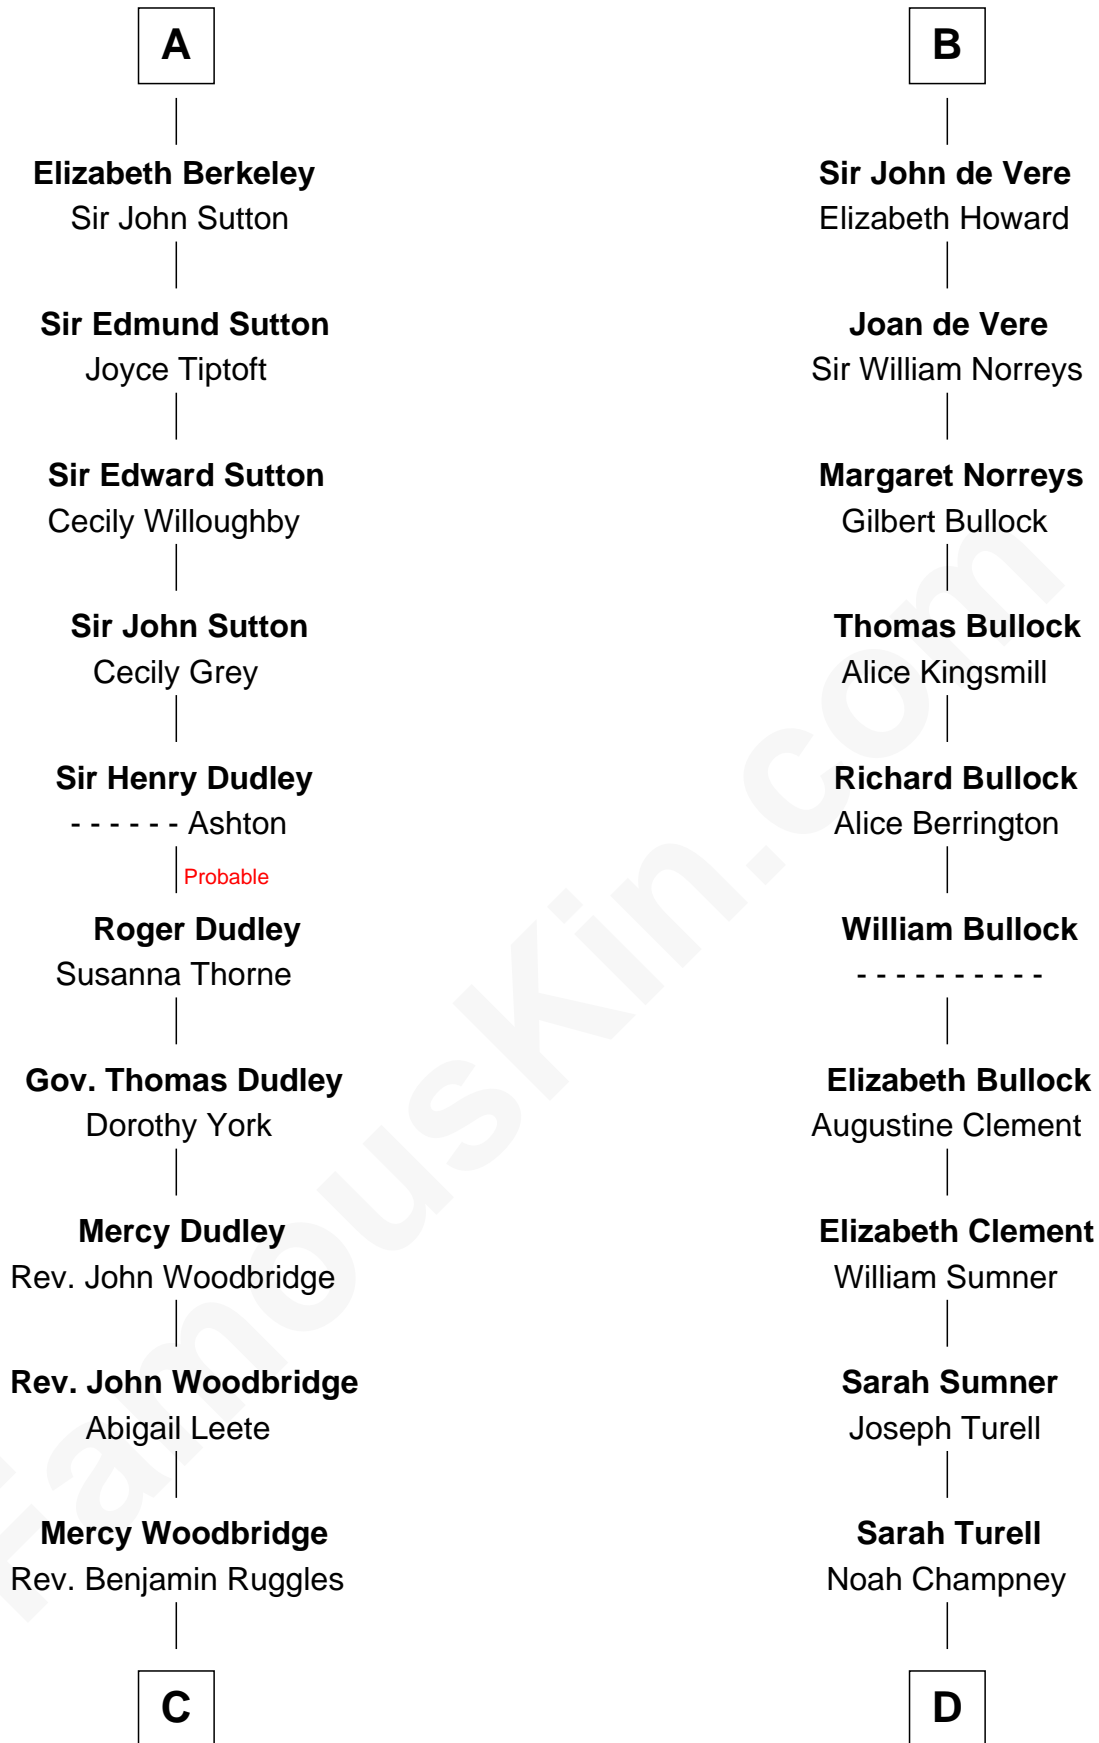 A
Elizabeth Berkeley
Sir John Sutton
Sir Edmund Sutton
Joyce Tiptoft
Sir Edward Sutton
Cecily Willoughby
Sir John Sutton
Cecily Grey
Sir Henry Dudley
- - - - - - Ashton
Probable
Roger Dudley
Susanna Thorne
Gov. Thomas Dudley
Dorothy York
Mercy Dudley
Rev. John Woodbridge
Rev. John Woodbridge
Abigail Leete
Mercy Woodbridge
Rev. Benjamin Ruggles
C
B
Sir John de Vere
Elizabeth Howard
Joan de Vere
Sir William Norreys
Margaret Norreys
Gilbert Bullock
Thomas Bullock
Alice Kingsmill
Richard Bullock
Alice Berrington
William Bullock
- - - - - - - - - -
Elizabeth Bullock
Augustine Clement
Elizabeth Clement
William Sumner
Sarah Sumner
Joseph Turell
Sarah Turell
Noah Champney
D
FamousKin.com